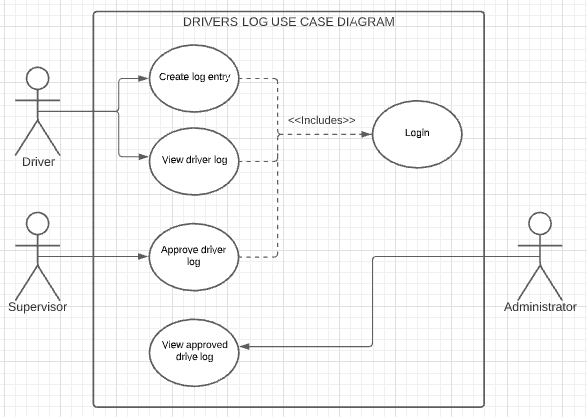 DRIVERS LOG USE CASE DIAGRAM
Create log entry
<<Includes>>
Login
View driver log
Driver
Approve driver
log
Supervisor
Administrator
View approved
drive log